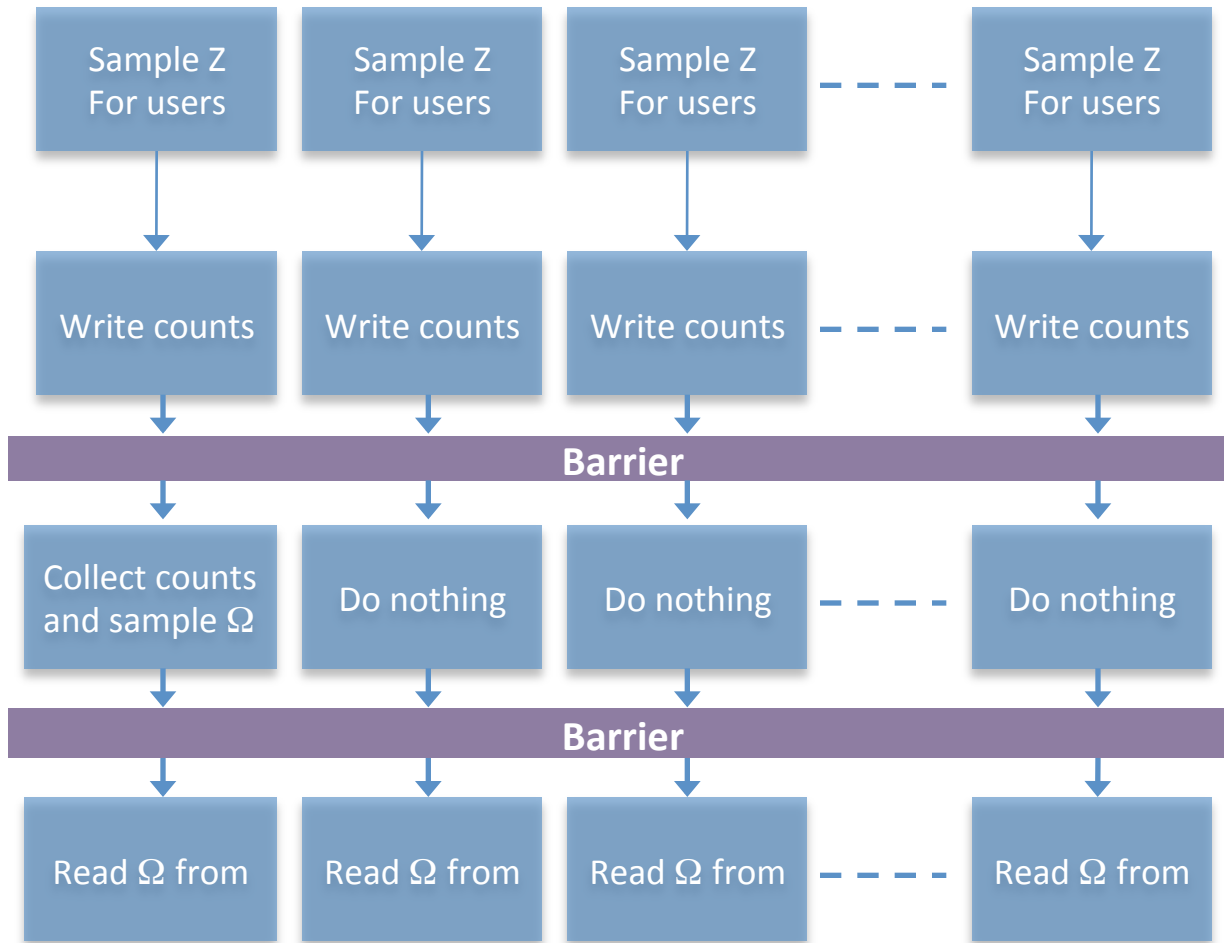 Sample Z
For users
Sample Z
For users
Sample Z
For users
Sample Z
For users
Write counts
Write counts
Write counts
Write counts
Barrier
Collect counts
and sample Ω
Do nothing
Do nothing
Do nothing
Barrier
Read Ω from
Read Ω from
Read Ω from
Read Ω from